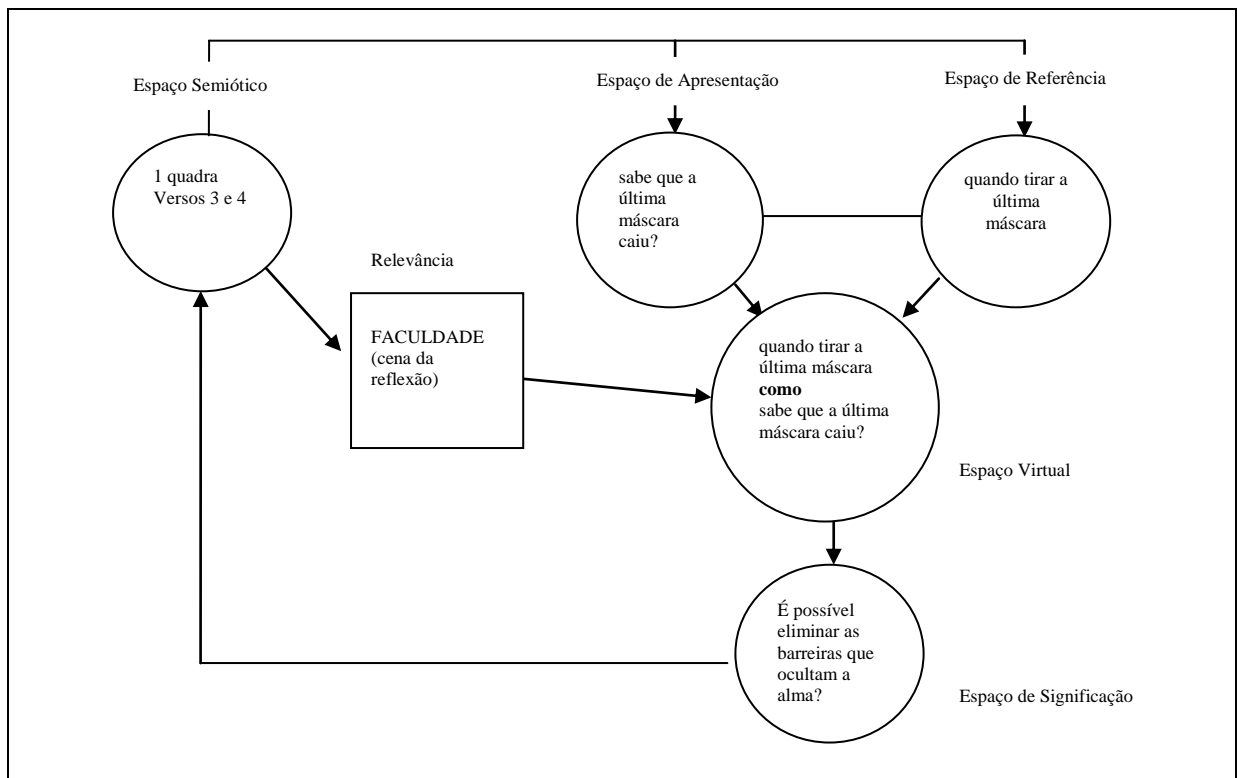 Espaço Semiótico
Espaço de Apresentação
Espaço de Referência
1 quadra
Versos 3 e 4
sabe que a
última
máscara
caiu?
quando tirar a
última
máscara
Relevância
FACULDADE
(cena da
reflexão)
quando tirar a
última máscara
como
sabe que a última
máscara caiu?
Espaço Virtual
É possível
eliminar as
barreiras que
ocultam a
alma?
Espaço de Significação